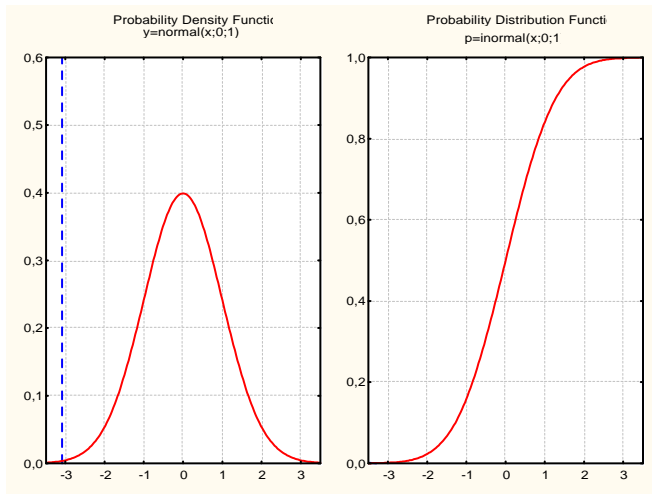 Probability Density Functio
y=normal(x;0;1)
0,6
0,5
0,4
0,3
0,2
0,1
0,0
-3 -2 -1 0 1 2 3
Probability Distribution Functi
p=inormal(x;0;1
1,0
0,8
0,6
0,4
0,2
0,0
-3 -2 -1 0 1 2 3